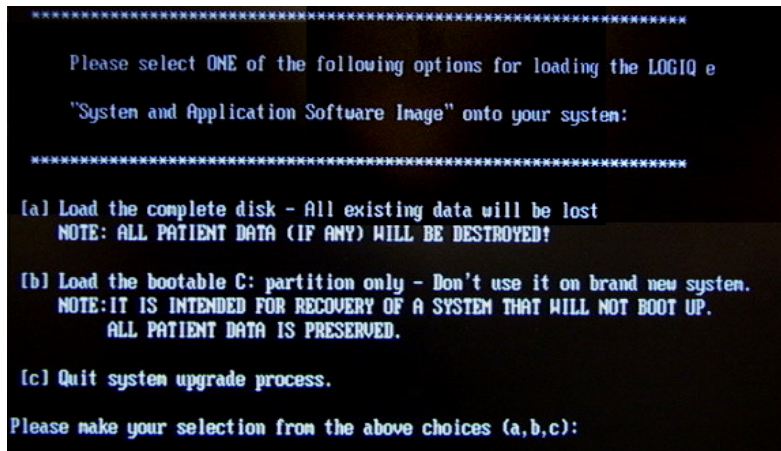 ********************************************************************
Please select ONE of the following options for loading the LOGIQ e
"System and Application Software Image" onto your system:
********************************************************************
[a] Load the complete disk - All existing data will be lost
NOTE: ALL PATIENT DATA (IF ANY) WILL BE DESTROYED!
[b] Load the bootable C: partition only - Don't use it on brand new system.
NOTE:IT IS INTENDED FOR RECOVERY OF A SYSTEM THAT WILL NOT BOOT UP.
ALL PATIENT DATA IS PRESERVED.
[c] Quit system upgrade process.
Please make your selection from the above choices (a,b,c):